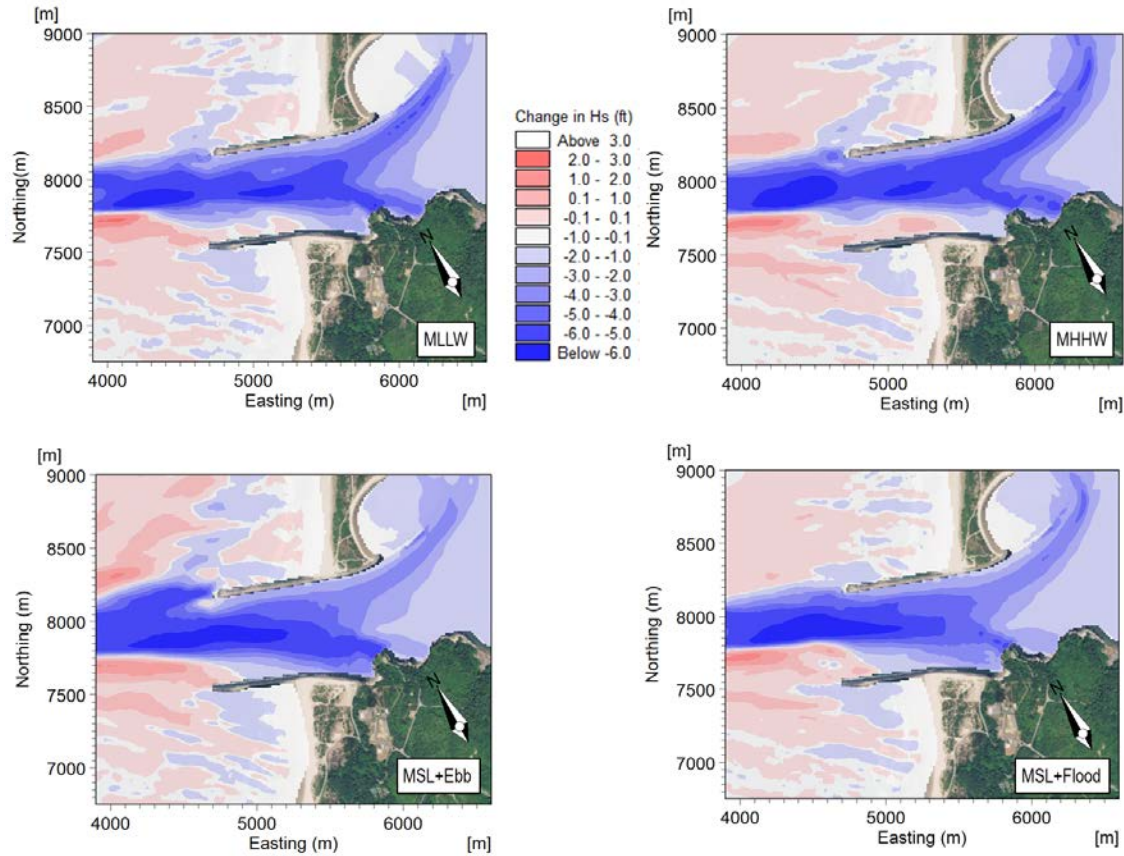 [m]
9000
8500
8000
7500
7000
Northing(m)
4000
5000
6000
Easting (m)
[m]
N
MLLW
Change in Hs (ft)
Above 3.0
2.0 - 3.0
1.0 - 2.0
0.1 - 1.0
-0.1 - 0.1
-1.0 - -0.1
-2.0 - -1.0
-3.0 - -2.0
-4.0 - -3.0
-5.0 - -4.0
-6.0 - -5.0
Below -6.0
[m]
9000
8500
8000
7500
7000
Northing (m)
4000
5000
6000
Easting (m)
[m]
N
MHHW
[m]
9000
8500
8000
7500
7000
Northing (m)
4000
5000
6000
Easting (m)
[m]
N
MSL+Ebb
[m]
9000
8500
8000
7500
7000
Northing (m)
4000
5000
6000
Easting (m)
[m]
N
MSL+Flood